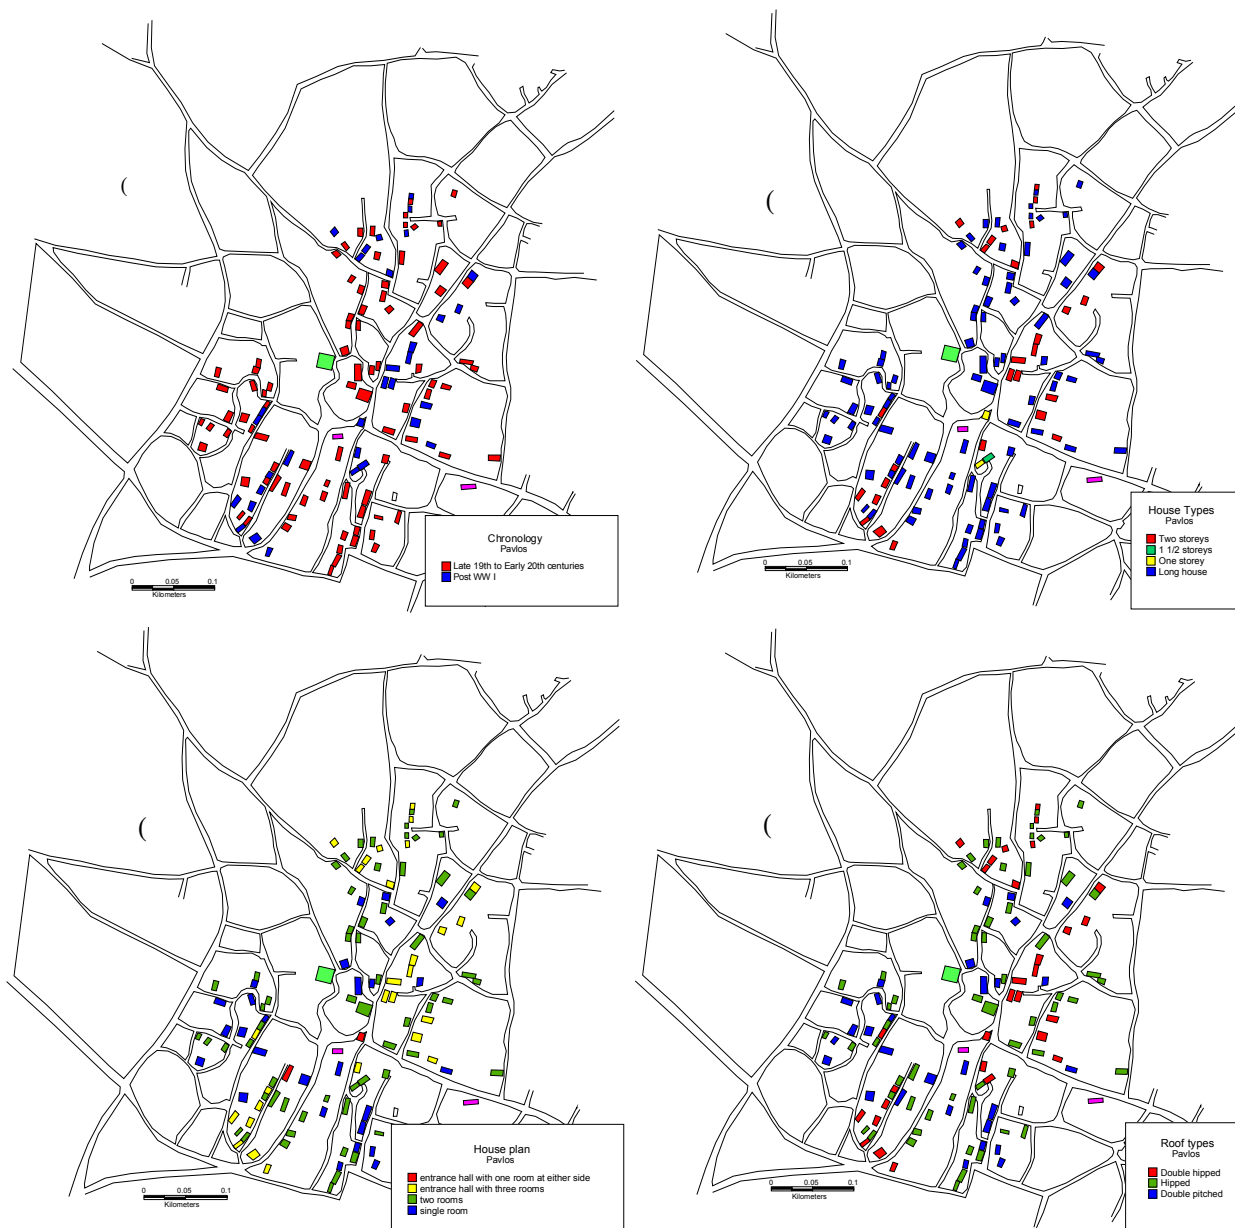 (
(
Chronology
Pavlos
Late 19th to Early 20th centuries
Post WW I
0 0.05 0.1
Kilometers
House Types
Pavlos
Two storeys
1 1/2 storeys
One storey
Long house
0 0.05 0.1
Kilometers
(
(
House plan
Pavlos
entrance hall with one room at either side
entrance hall with three rooms
two rooms
single room
0 0.05 0.1
Kilometers
Roof types
Pavlos
Double hipped
Hipped
Double pitched
0 0.05 0.1
Kilometers